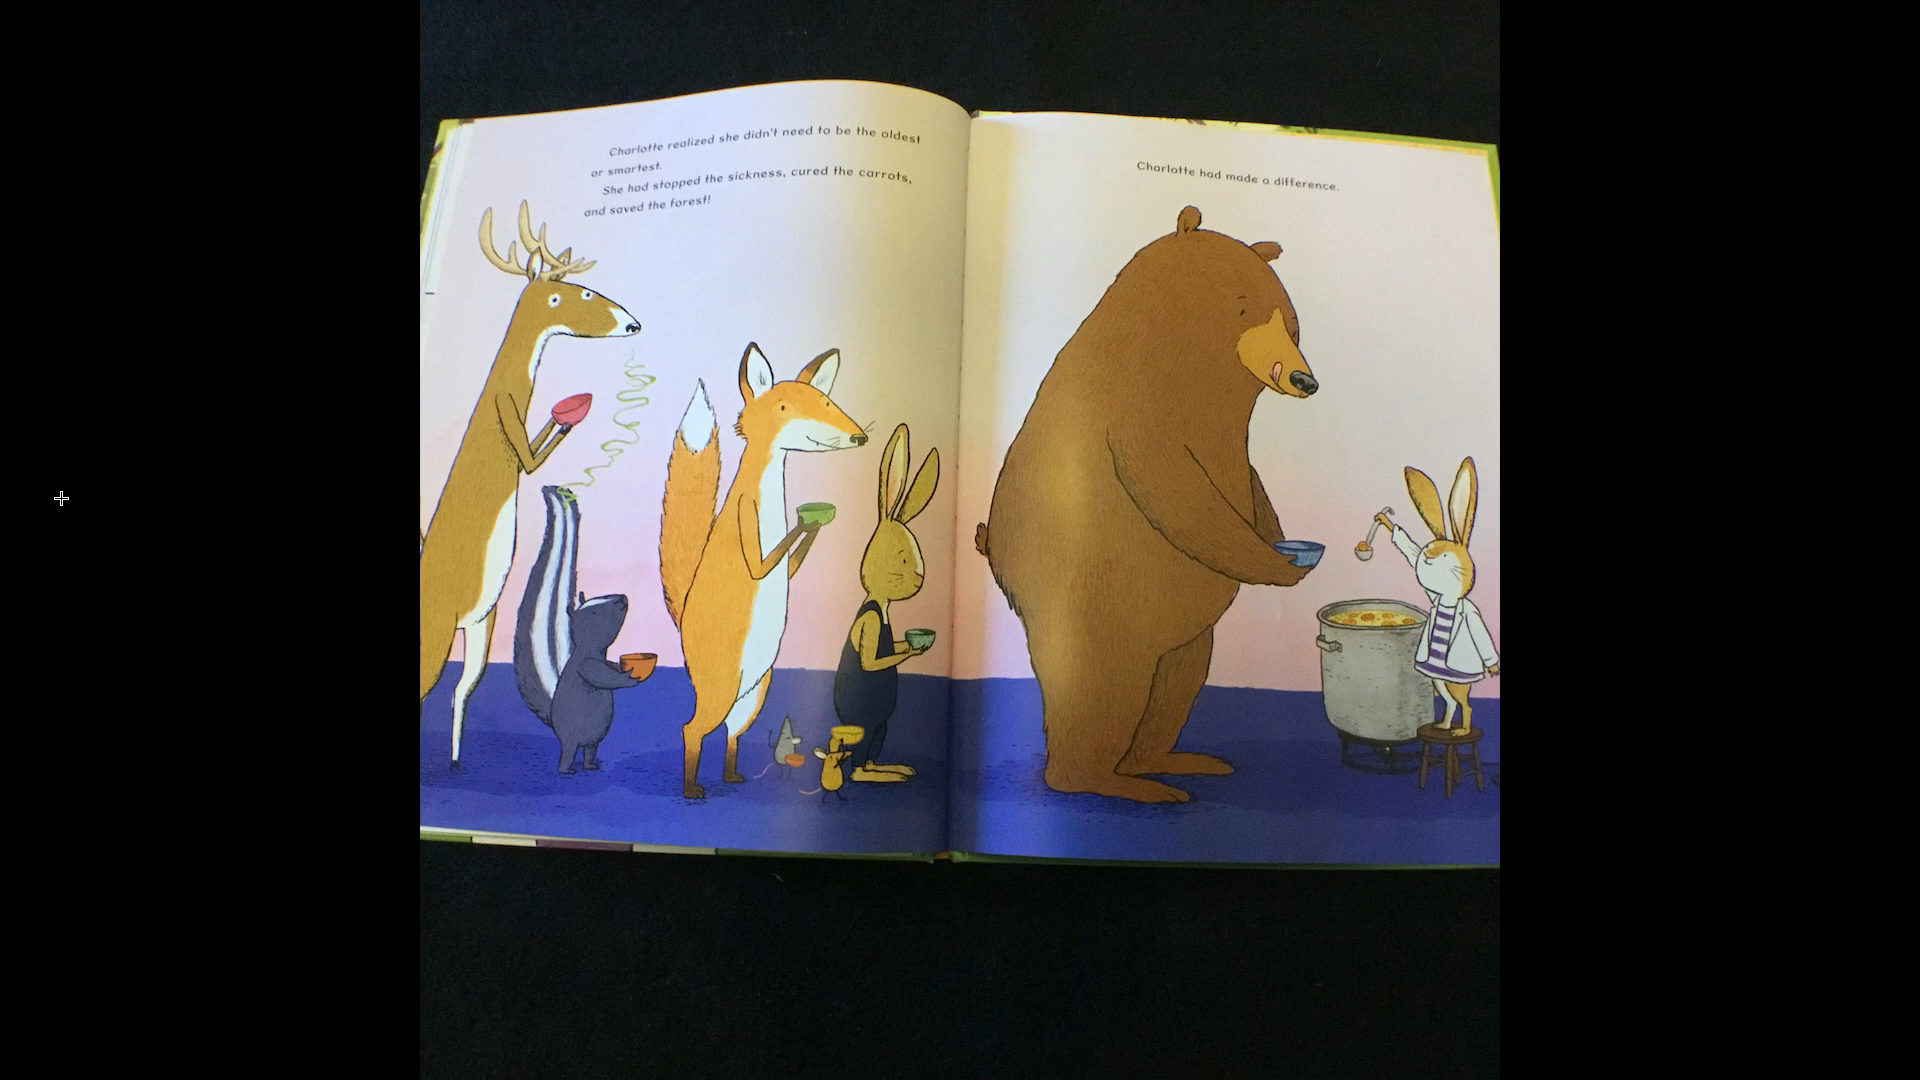 Charlotte realized she didn't need to be the oldest
or smartest.
She had stopped the sickness, cured the carrots,
and saved the forest!
Charlotte had made a difference.